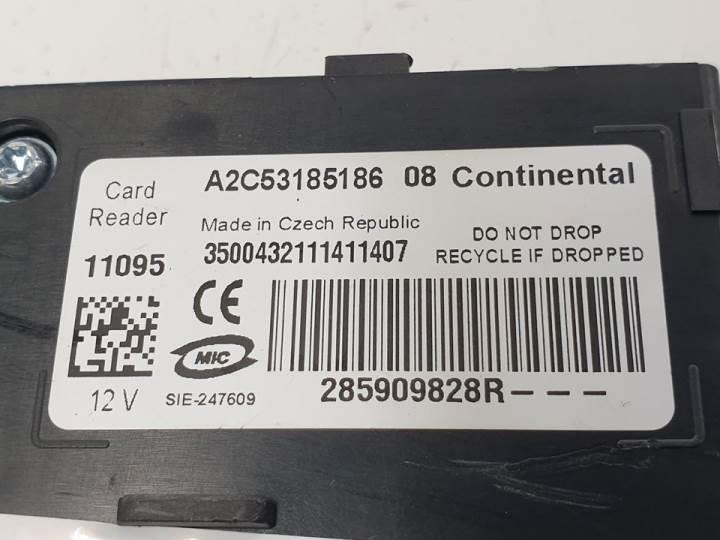 Card
Reader
11095
12 V
A2C53185186 08 Continental
Made in Czech Republic
3500432111411407
DO NOT DROP
RECYCLE IF DROPPED
CE
MIC
SIE-247609
285909828R---